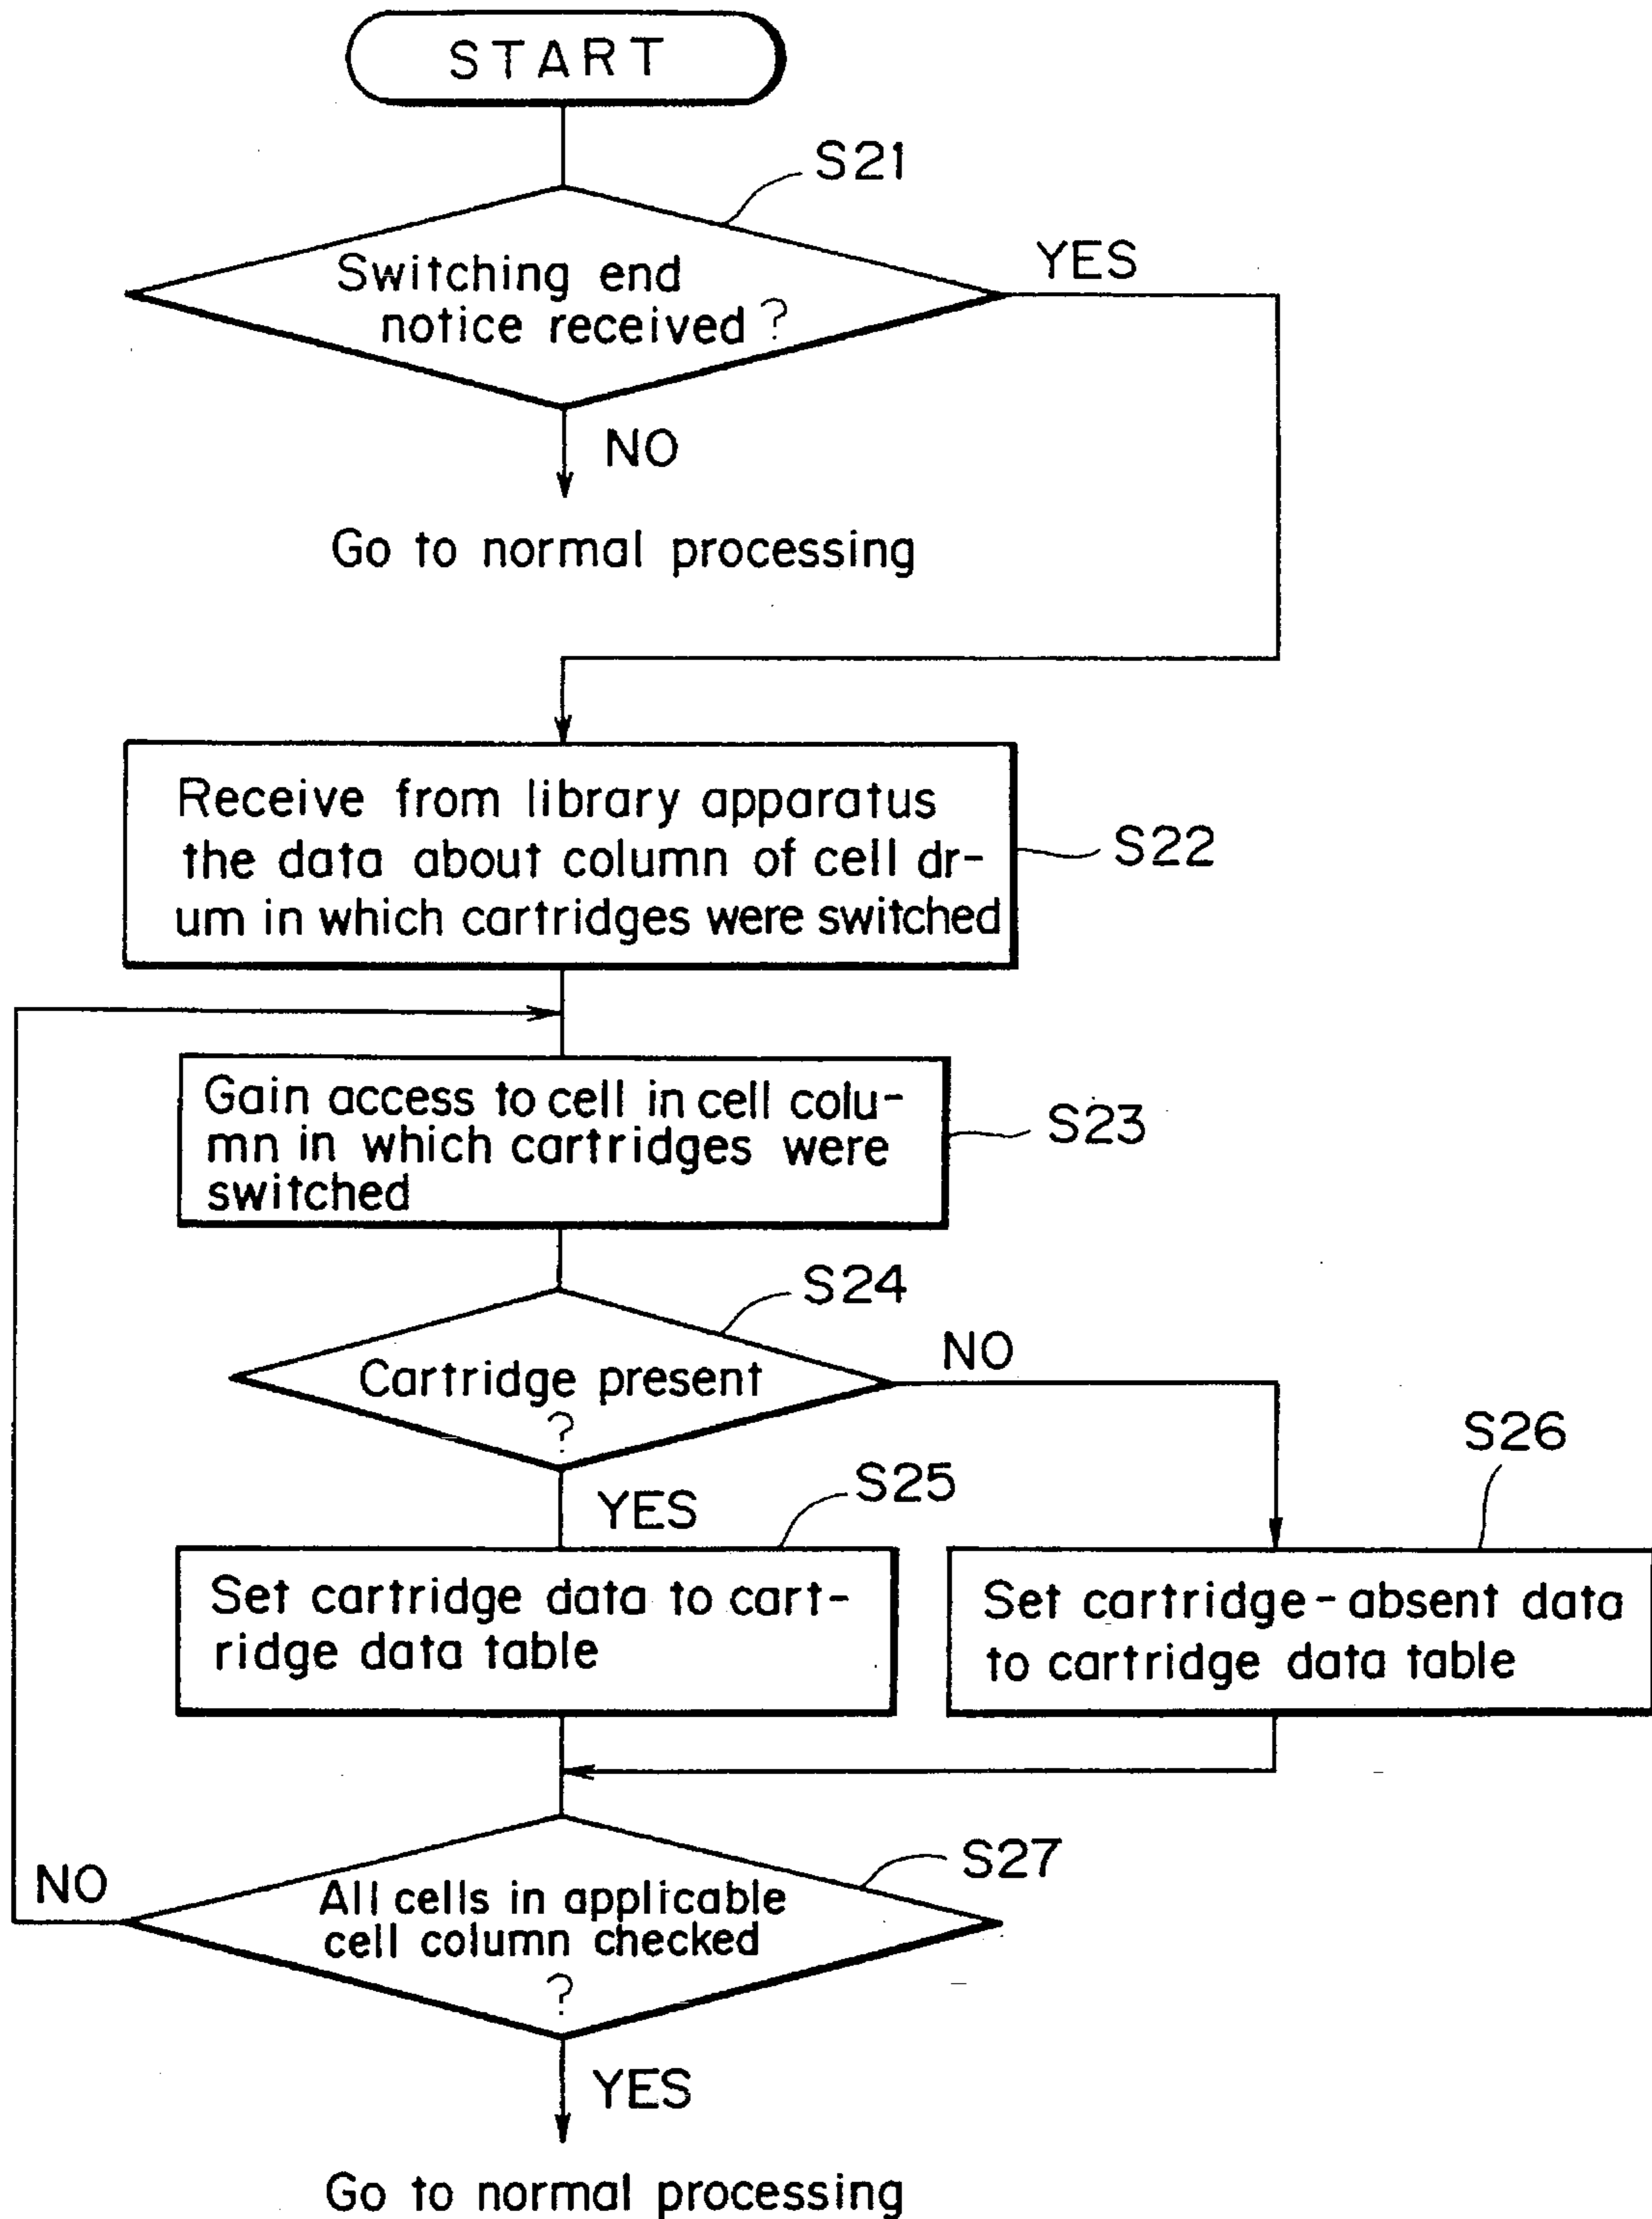 START
S21
Switching end
notice received?
YES
NO
Go to normal processing
Receive from library apparatus
the data about column of cell dr-
um in which cartridges were switched
S22
Gain access to cell in cell colu-
mn in which cartridges were
switched
S23
S24
Cartridge present
?
NO
YES
S25
Set cartridge data to cart-
ridge data table
S26
Set cartridge-absent data
to cartridge data table
S27
All cells in applicable
cell column checked
?
NO
YES
Go to normal processing